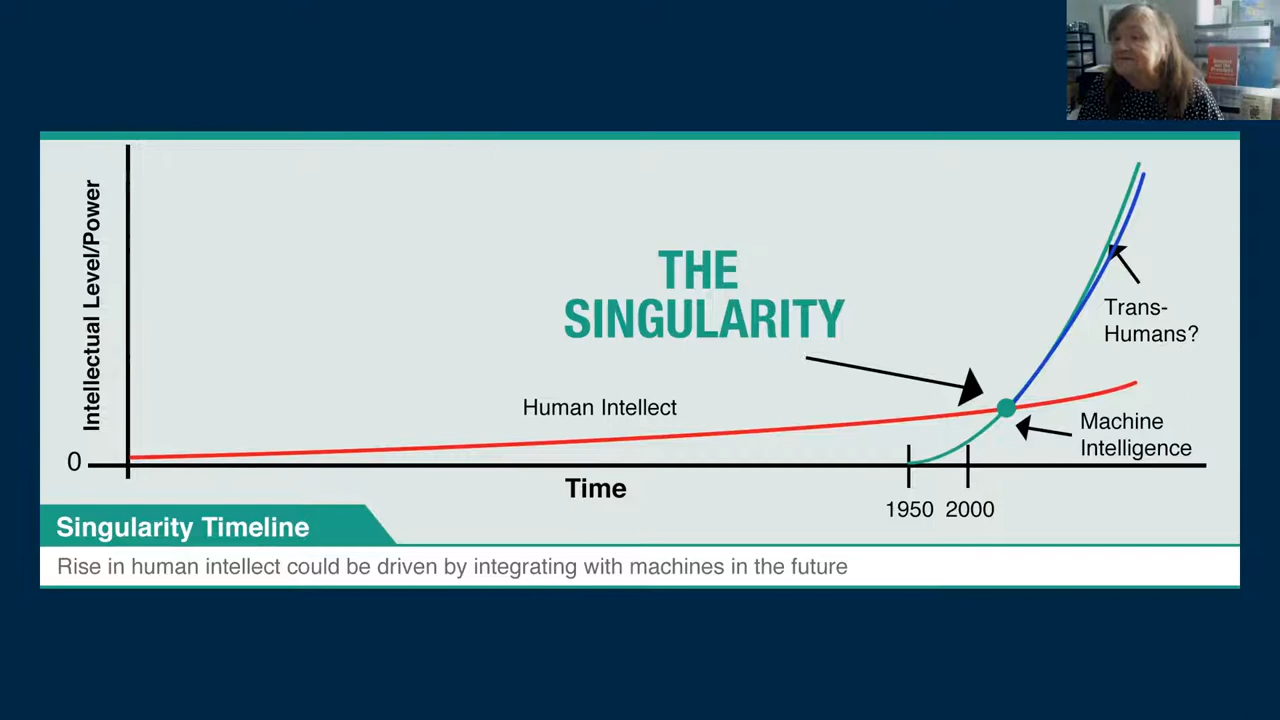 Intellectual Level/Power
THE
SINGULARITY
Trans-
Humans?
Human Intellect
Machine
Intelligence
0
Time
1950 2000
Singularity Timeline
Rise in human intellect could be driven by integrating with machines in the future